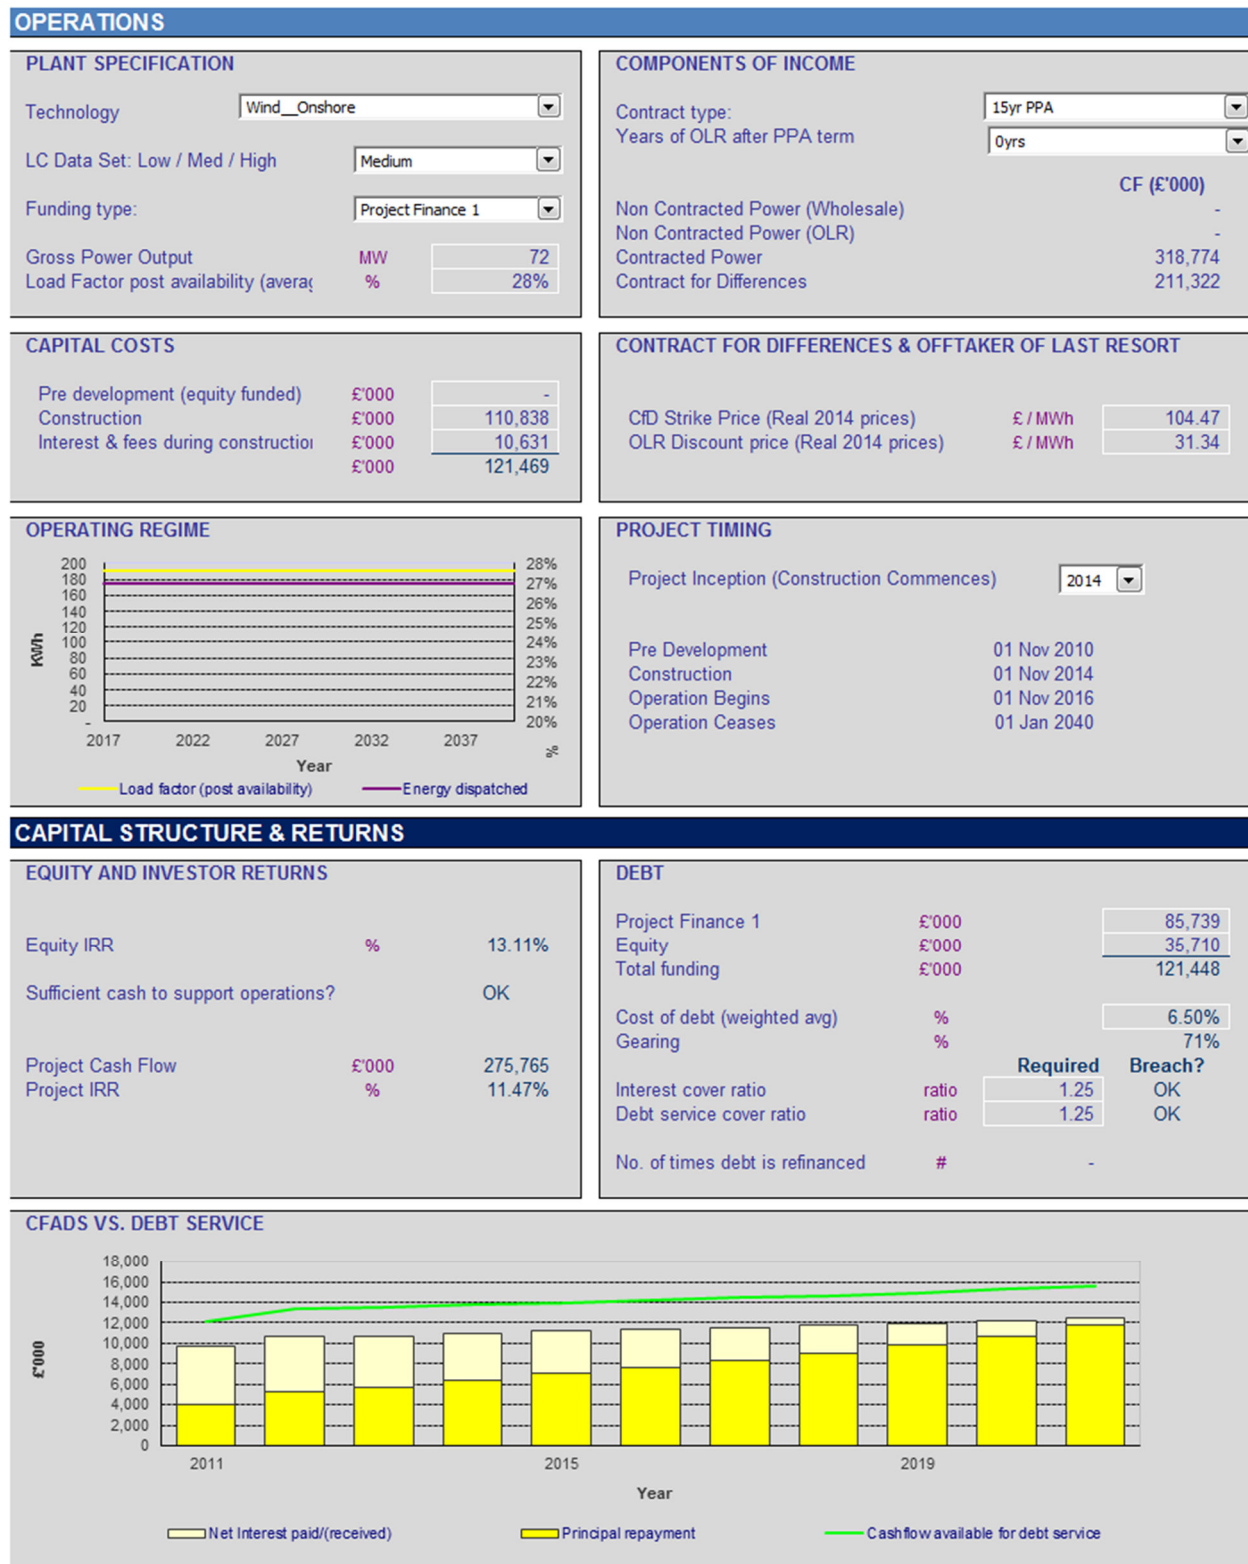 OPERATIONS
PLANT SPECIFICATION
Technology Wind__Onshore
LC Data Set: Low / Med / High Medium
Funding type: Project Finance 1
Gross Power Output MW 72
Load Factor post availability (averag % 28%
COMPONENTS OF INCOME
Contract type: 15yr PPA
Years of OLR after PPA term 0yrs
CF (£'000)
Non Contracted Power (Wholesale) -
Non Contracted Power (OLR) -
Contracted Power 318,774
Contract for Differences 211,322
CAPITAL COSTS
Pre development (equity funded) £'000 -
Construction £'000 110,838
Interest & fees during construction £'000 10,631
£'000 121,469
CONTRACT FOR DIFFERENCES & OFFTAKER OF LAST RESORT
CfD Strike Price (Real 2014 prices) £ / MWh 104.47
OLR Discount price (Real 2014 prices) £ / MWh 31.34
OPERATING REGIME
200 28%
180 27%
160 26%
140 25%
120 24%
100 23%
80 22%
60 21%
40 20%
20
-
KWh
%
2017 2022 2027 2032 2037
Year
Load factor (post availability) Energy dispatched
PROJECT TIMING
Project Inception (Construction Commences) 2014
Pre Development 01 Nov 2010
Construction 01 Nov 2014
Operation Begins 01 Nov 2016
Operation Ceases 01 Jan 2040
CAPITAL STRUCTURE & RETURNS
EQUITY AND INVESTOR RETURNS
Equity IRR % 13.11%
Sufficient cash to support operations? OK
Project Cash Flow £'000 275,765
Project IRR % 11.47%
DEBT
Project Finance 1 £'000 85,739
Equity £'000 35,710
Total funding £'000 121,448
Cost of debt (weighted avg) % 6.50%
Gearing % 71%
Required Breach?
Interest cover ratio ratio 1.25 OK
Debt service cover ratio ratio 1.25 OK
No. of times debt is refinanced # -
CFADS VS. DEBT SERVICE
18,000
16,000
14,000
12,000
10,000
8,000
6,000
4,000
2,000
0
£'000
2011 2015 2019
Year
Net Interest paid/(received) Principal repayment Cashflow available for debt service